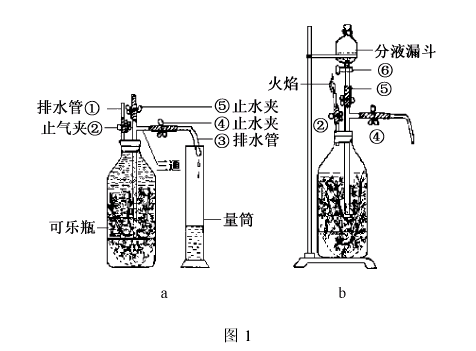 排水管①
止气夹②
⑤止水夹
④止水夹
③排水管
三通
可乐瓶
量筒
a
分液漏斗
⑥
火焰
⑤
②
④
b
图 1